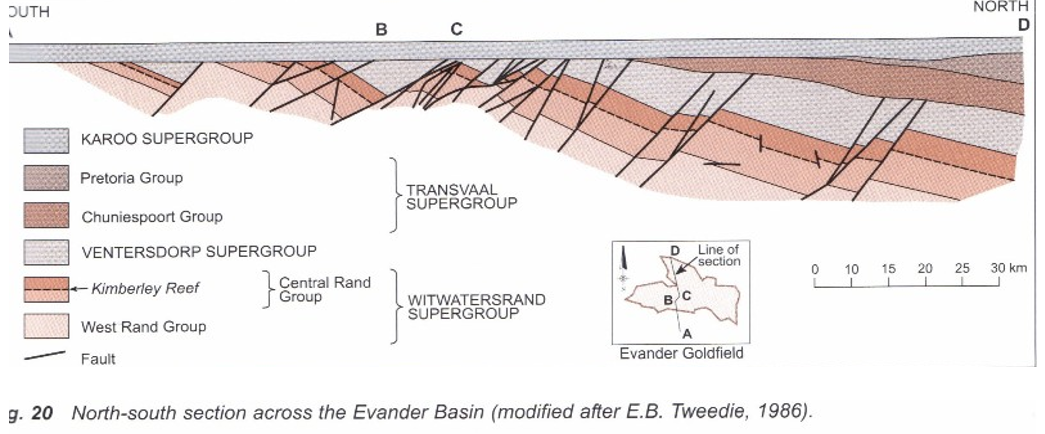 OUTH
NORTH
B
C
D
KAROO SUPERGROUP
Pretoria Group
Chuniespoort Group
TRANSVAAL
SUPERGROUP
VENTERSDORP SUPERGROUP
Kimberley Reef
Central Rand
Group
West Rand Group
WITWATERSRAND
SUPERGROUP
Fault
D
Line of
section
B
C
A
Evander Goldfield
0 10 15 20 25 30 km
g. 20 North-south section across the Evander Basin (modified after E.B. Tweedie, 1986).